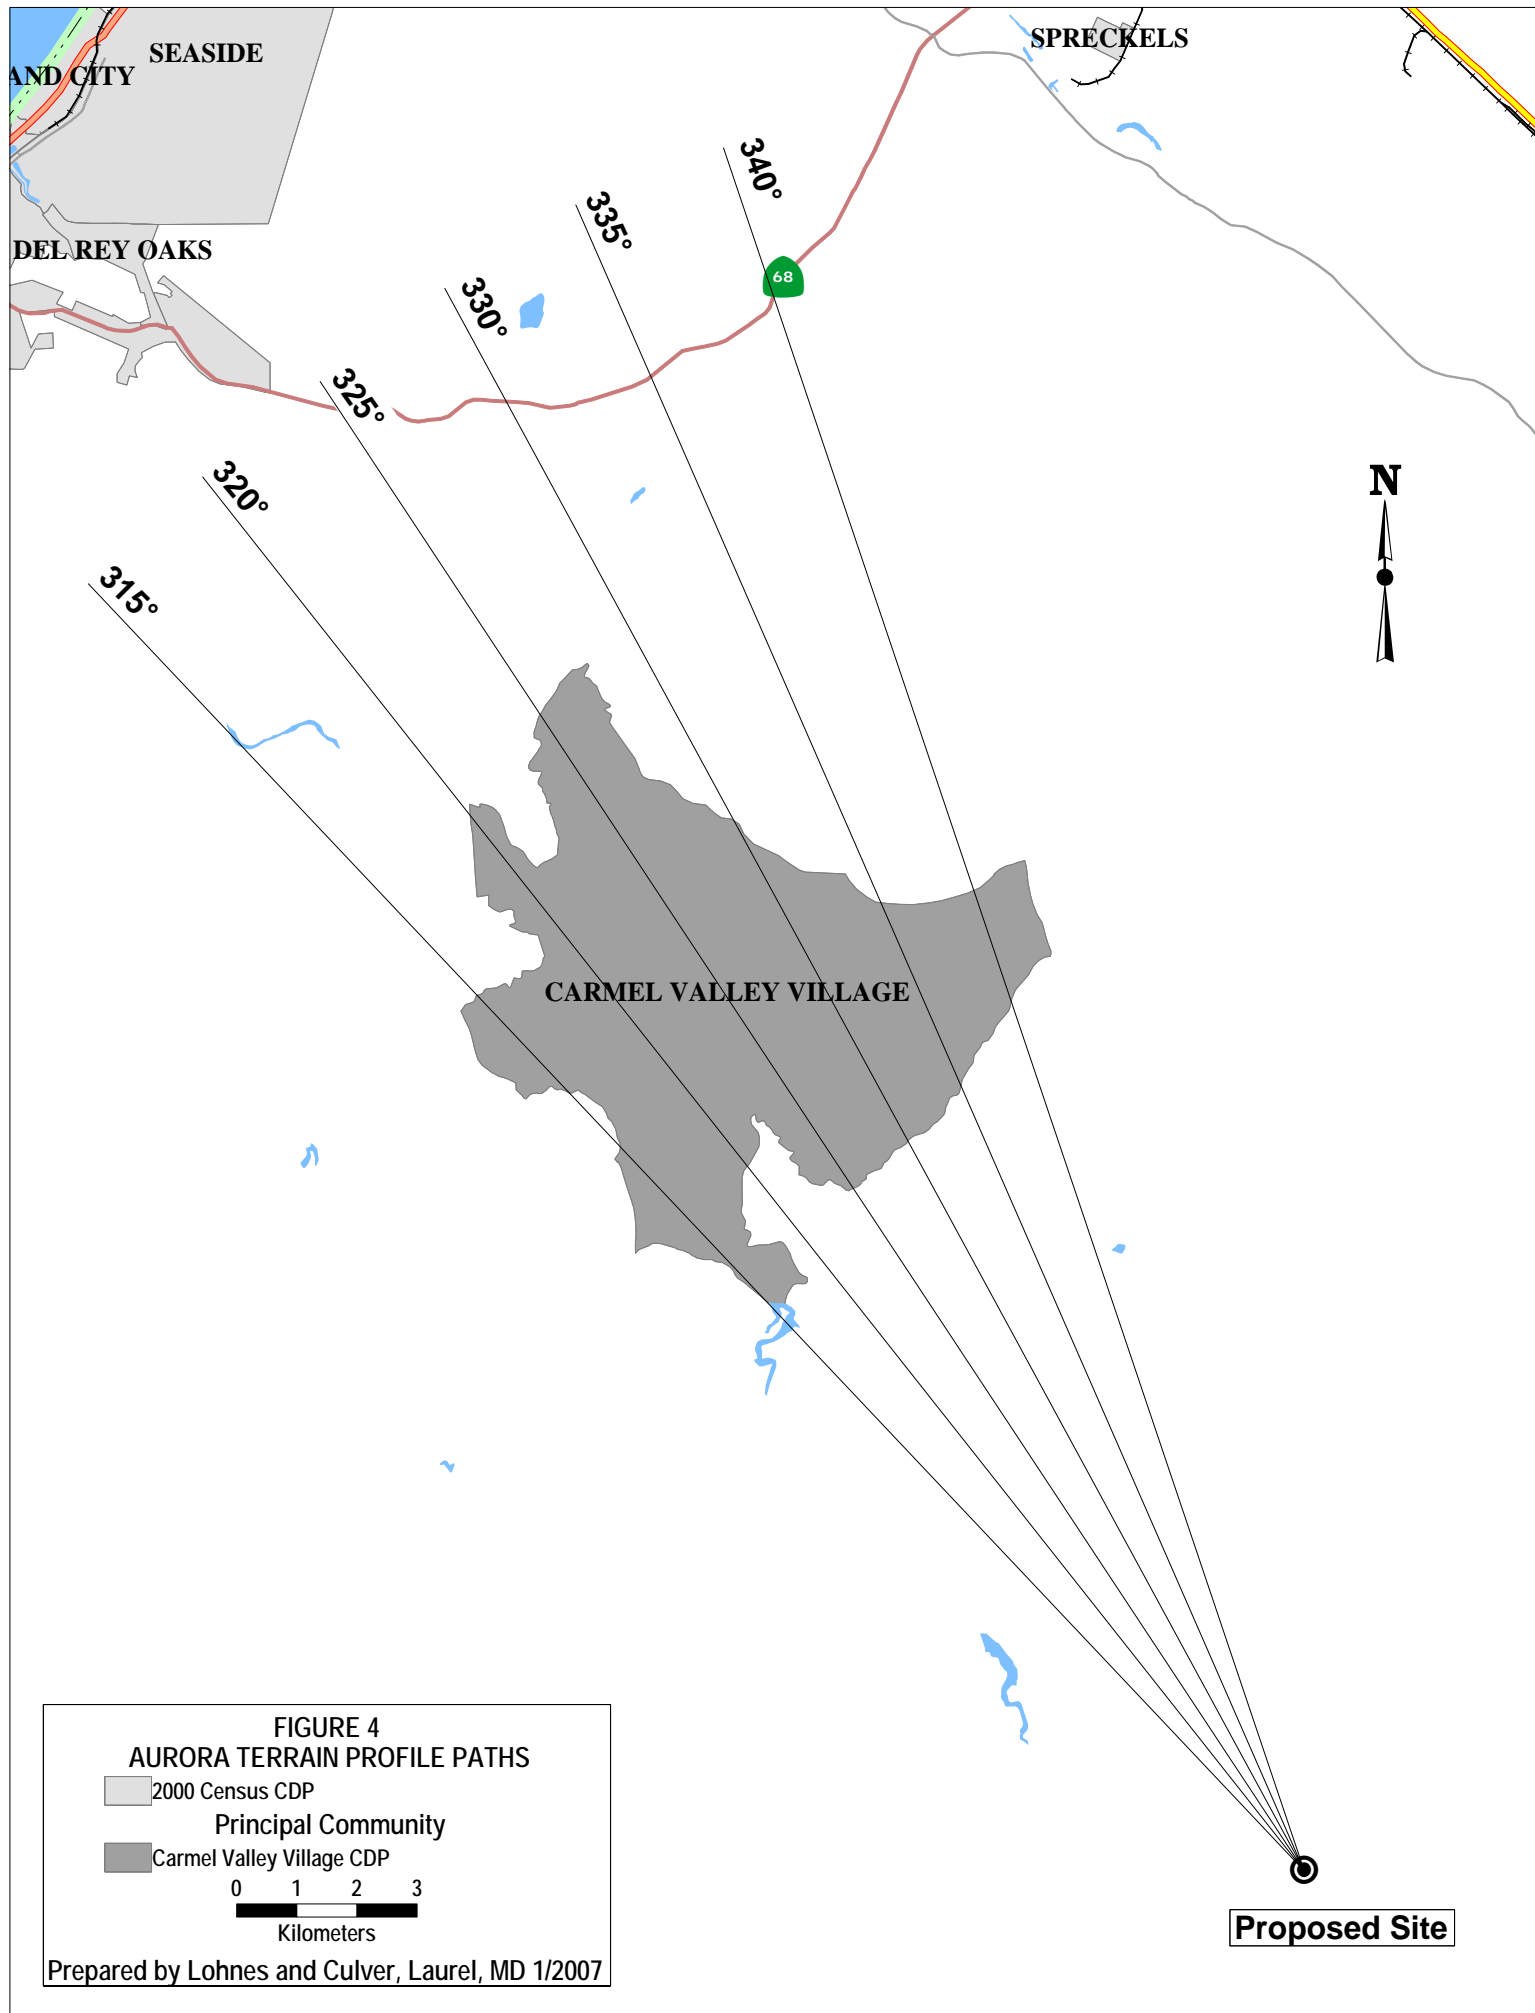 SEASIDE
SPRECKELS
AND CITY
340°
335°
DEL REY OAKS
68
330°
325°
320°
N
315°
CARMEL VALLEY VILLAGE
FIGURE 4
AURORA TERRAIN PROFILE PATHS
2000 Census CDP
Principal Community
Carmel Valley Village CDP
0 1 2 3
Kilometers
Prepared by Lohnes and Culver, Laurel, MD 1/2007
Proposed Site